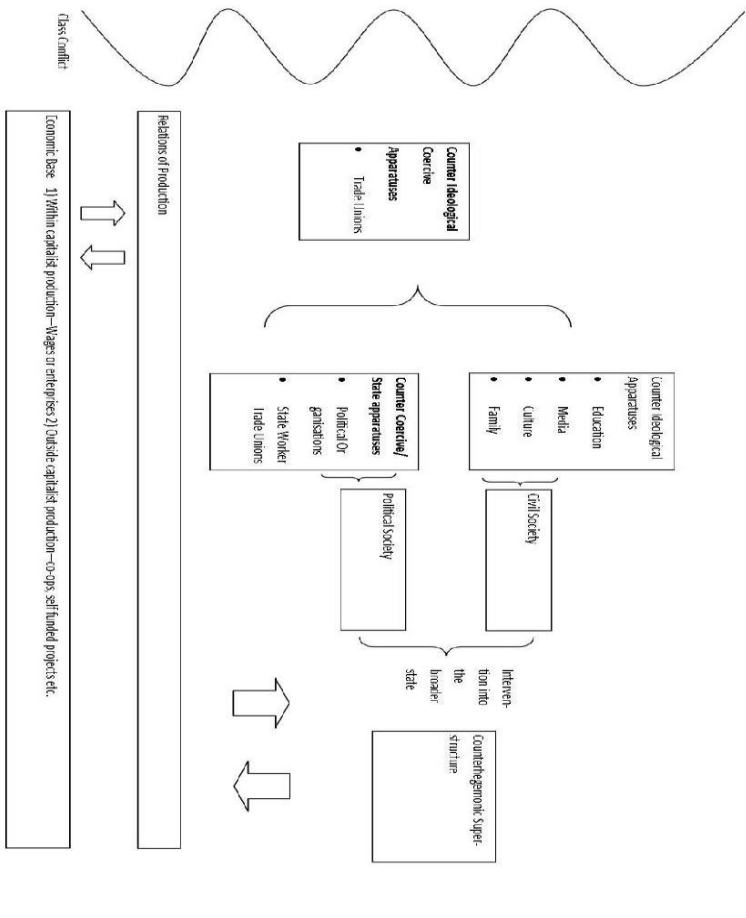 Class Conflict
Counter Ideological
Coercive
Apparatuses
• Trade Unions
Counter Ideological
Apparatuses
• Education
• Media
• Culture
• Family
Civil Society
Counter Coercive/
State apparatuses
• Political Or
ganisations
• State Worker
Trade Unions
Political Society
Interven-
tion into
the
broader
state
Counterhegemonic Super-
structure
Relations of Production
Economic Base 1) Within capitalist production—Wages or enterprises 2) Outside capitalist production—co-ops, self funded projects etc.